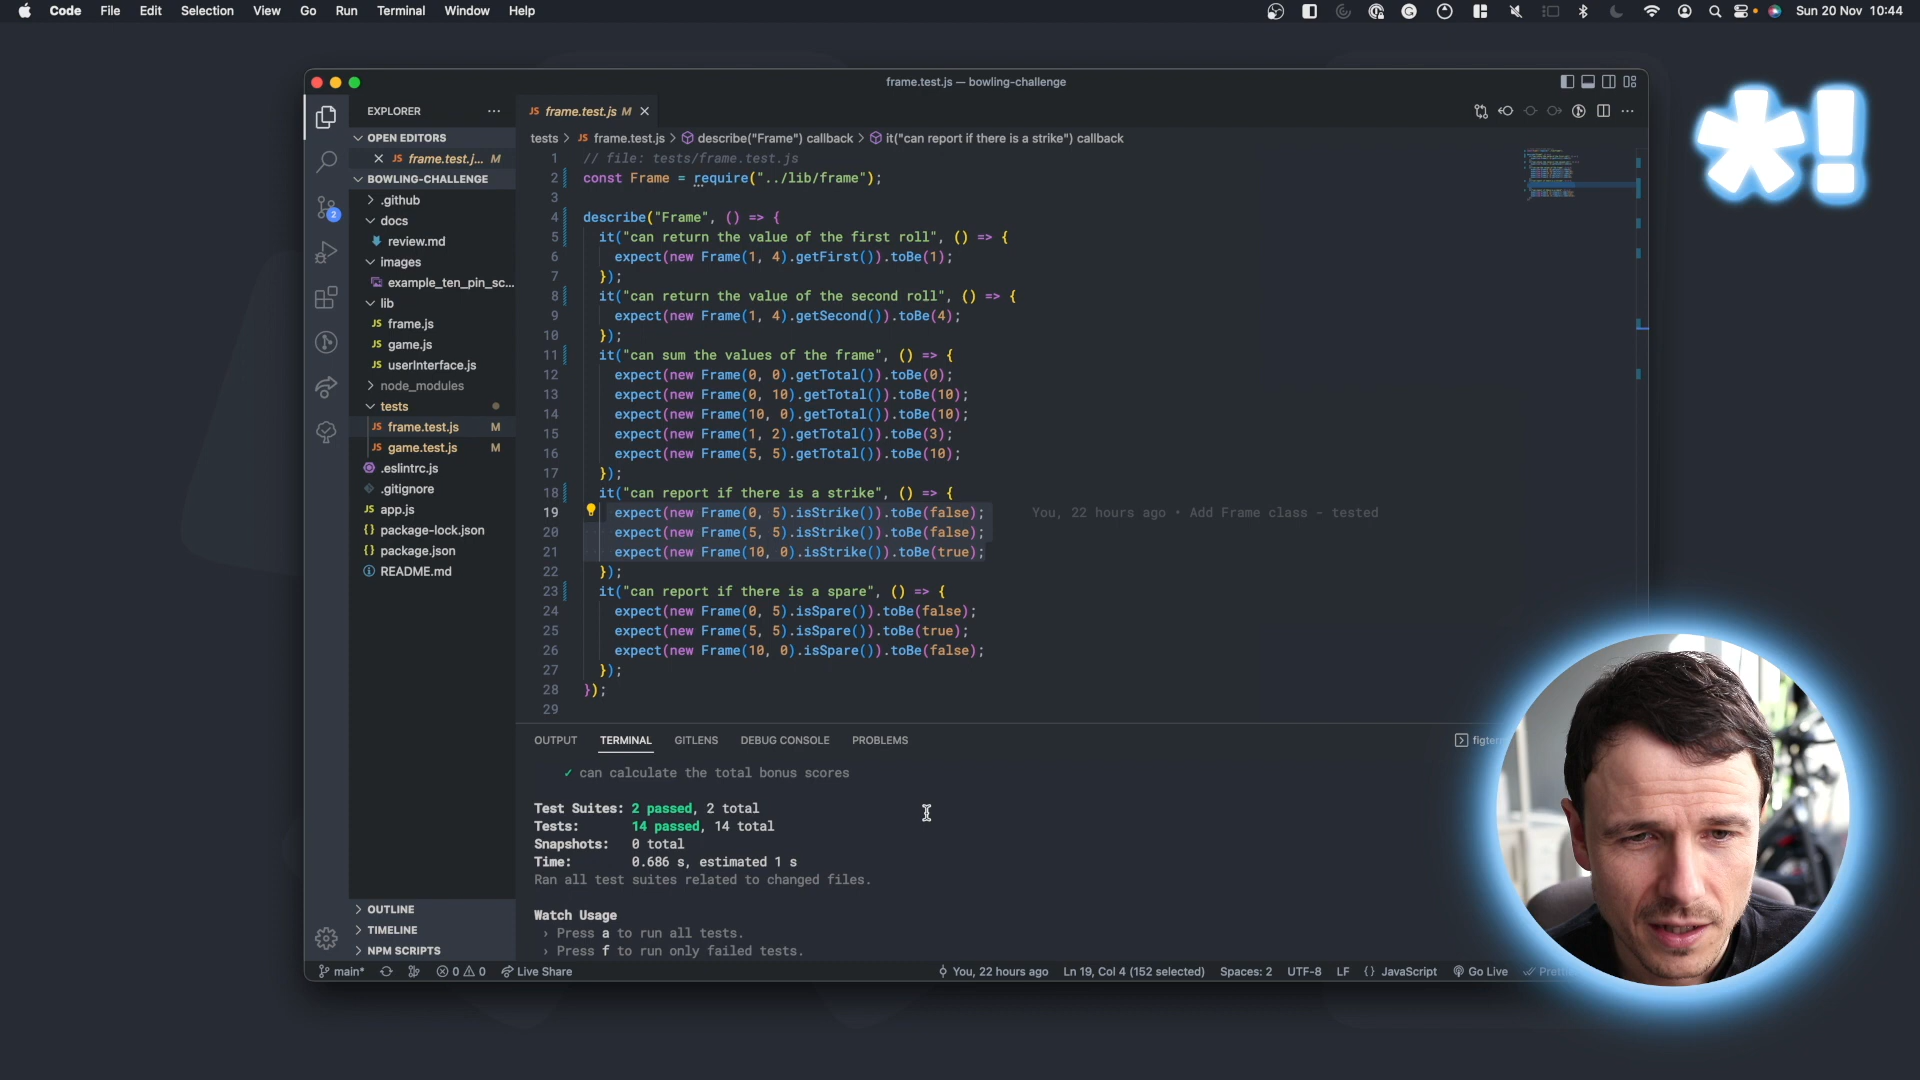 Code File Edit Selection View Go Run Terminal Window Help
Sun 20 Nov 10:44
frame.test.js — bowling-challenge
EXPLORER
OPEN EDITORS
JS frame.test.j... M
BOWLING-CHALLENGE
.github
docs
review.md
images
example_ten_pin_sc...
lib
JS frame.js
JS game.js
JS userInterface.js
node_modules
tests
JS frame.test.js M
JS game.test.js M
.eslintrc.js
.gitignore
JS app.js
{} package-lock.json
{} package.json
README.md
OUTLINE
TIMELINE
NPM SCRIPTS
2
JS frame.test.js M
tests > JS frame.test.js > describe("Frame") callback > it("can report if there is a strike") callback
1 // file: tests/frame.test.js
2 const Frame = require("../lib/frame");
3
4 describe("Frame", () => {
5 it("can return the value of the first roll", () => {
6 expect(new Frame(1, 4).getFirst()).toBe(1);
7 });
8 it("can return the value of the second roll", () => {
9 expect(new Frame(1, 4).getSecond()).toBe(4);
10 });
11 it("can sum the values of the frame", () => {
12 expect(new Frame(0, 0).getTotal()).toBe(0);
13 expect(new Frame(0, 10).getTotal()).toBe(10);
14 expect(new Frame(10, 0).getTotal()).toBe(10);
15 expect(new Frame(1, 2).getTotal()).toBe(3);
16 expect(new Frame(5, 5).getTotal()).toBe(10);
17 });
18 it("can report if there is a strike", () => {
19 expect(new Frame(0, 5).isStrike()).toBe(false); You, 22 hours ago • Add Frame class - tested
20 expect(new Frame(5, 5).isStrike()).toBe(false);
21 expect(new Frame(10, 0).isStrike()).toBe(true);
22 });
23 it("can report if there is a spare", () => {
24 expect(new Frame(0, 5).isSpare()).toBe(false);
25 expect(new Frame(5, 5).isSpare()).toBe(true);
26 expect(new Frame(10, 0).isSpare()).toBe(false);
27 });
28 });
29
*!
OUTPUT TERMINAL GITLENS DEBUG CONSOLE PROBLEMS
✓ can calculate the total bonus scores
Test Suites: 2 passed, 2 total
Tests: 14 passed, 14 total
Snapshots: 0 total
Time: 0.686 s, estimated 1 s
Ran all test suites related to changed files.
Watch Usage
› Press a to run all tests.
› Press f to run only failed tests.
main* 0 0 Live Share You, 22 hours ago Ln 19, Col 4 (152 selected) Spaces: 2 UTF-8 LF {} JavaScript Go Live